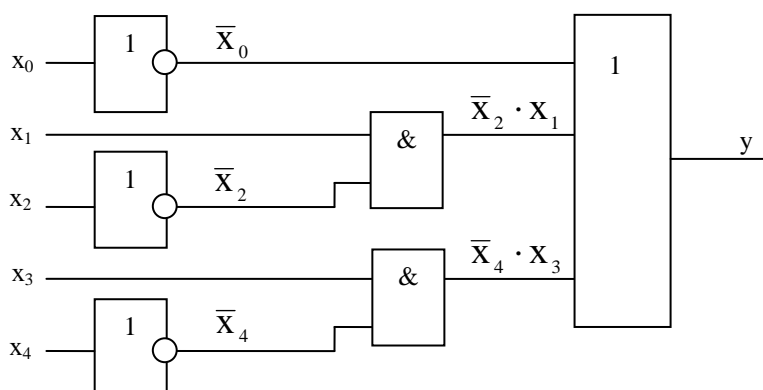 1 x̄₀
x₀ 1
x₁ x̄₂ · x₁
& y
1 x̄₂
x₂
x₃ x̄₄ · x₃
&
1 x̄₄
x₄